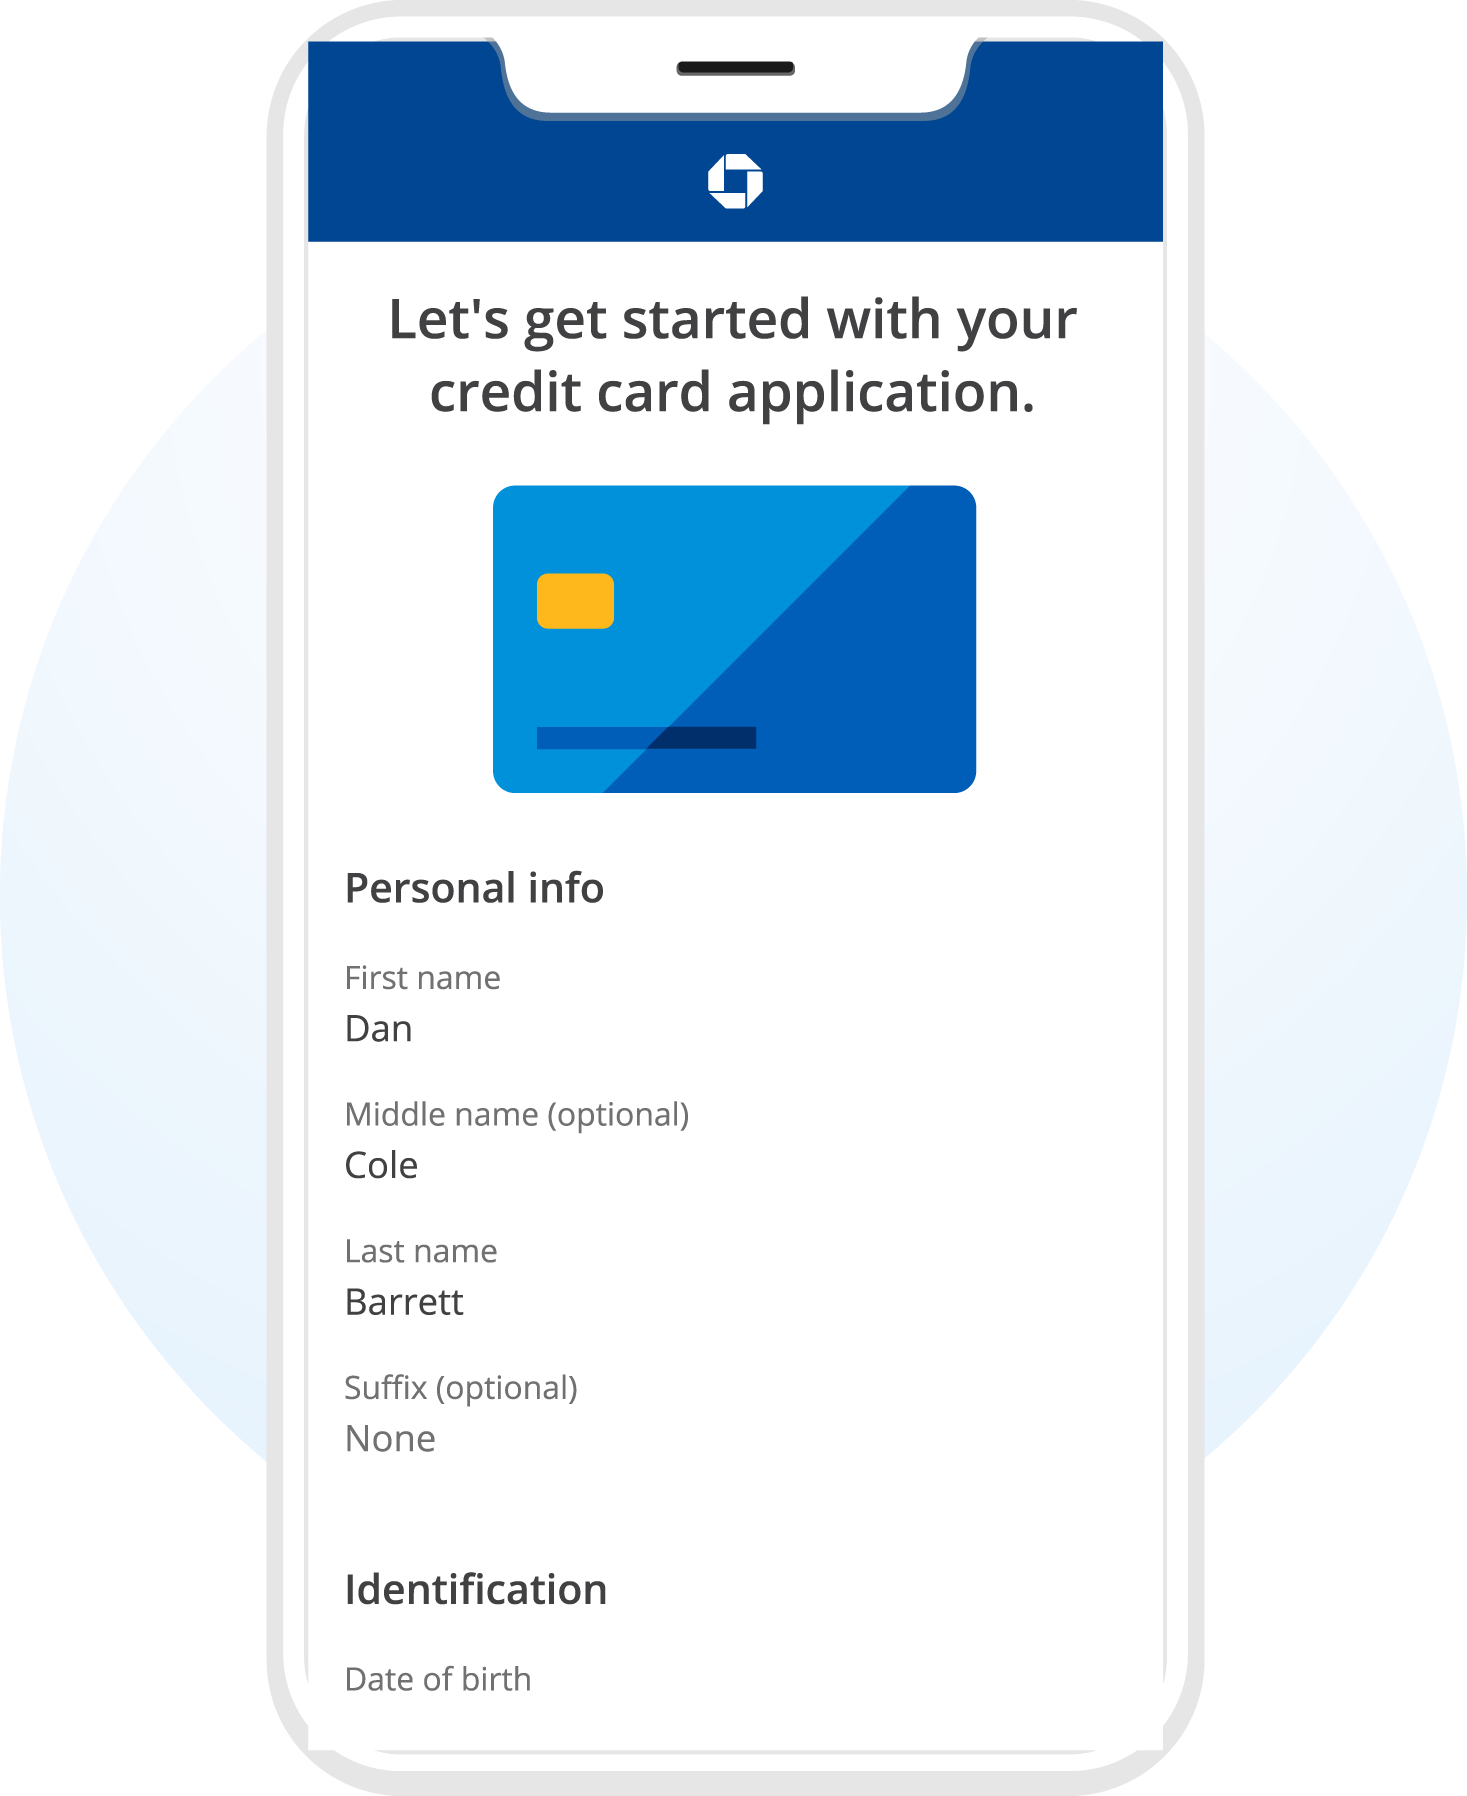 Let's get started with your
credit card application.
Personal info
First name
Dan
Middle name (optional)
Cole
Last name
Barrett
Suffix (optional)
None
Identification
Date of birth